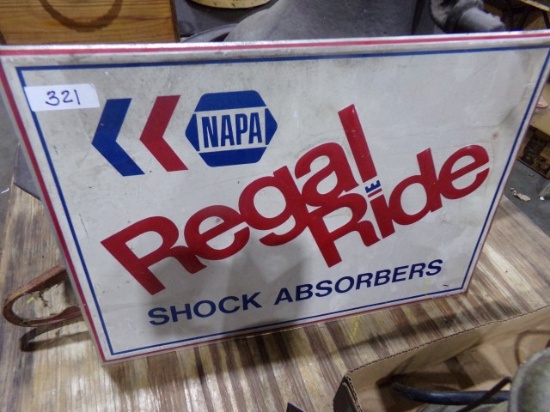 321
NAPA
Regal
Ride
SHOCK ABSORBERS